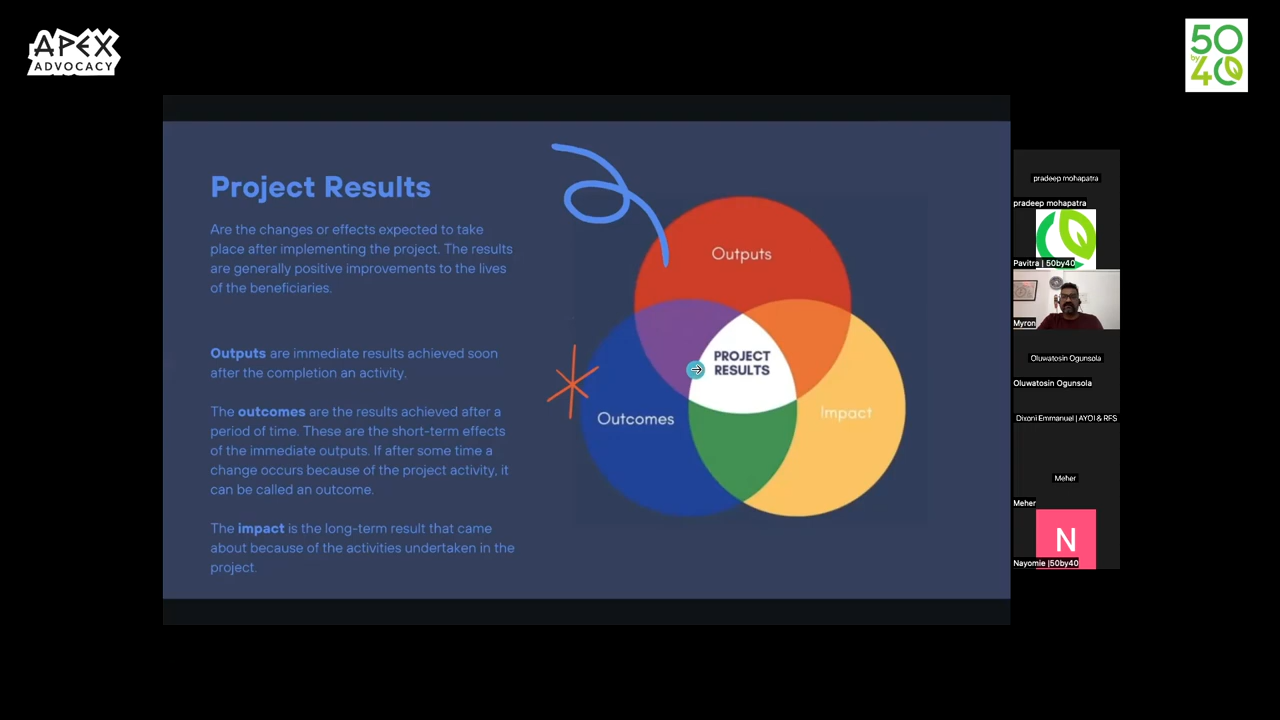 APEX
ADVOCACY
50
by
40
Project Results
Are the changes or effects expected to take
place after implementing the project. The results
are generally positive improvements to the lives
of the beneficiaries.
Outputs are immediate results achieved soon
after the completion an activity.
The outcomes are the results achieved after a
period of time. These are the short-term effects
of the immediate outputs. If after some time a
change occurs because of the project activity, it
can be called an outcome.
The impact is the long-term result that came
about because of the activities undertaken in the
project.
Outputs
PROJECT
RESULTS
Outcomes
Impact
pradeep mohapatra
pradeep mohapatra
Pavitra | 50by40
Myron
Oluwatosin Ogunsola
Oluwatosin Ogunsola
Dixoni Emmanuel | AYOI & RFS
Meher
Meher
N
Nayomie |50by40